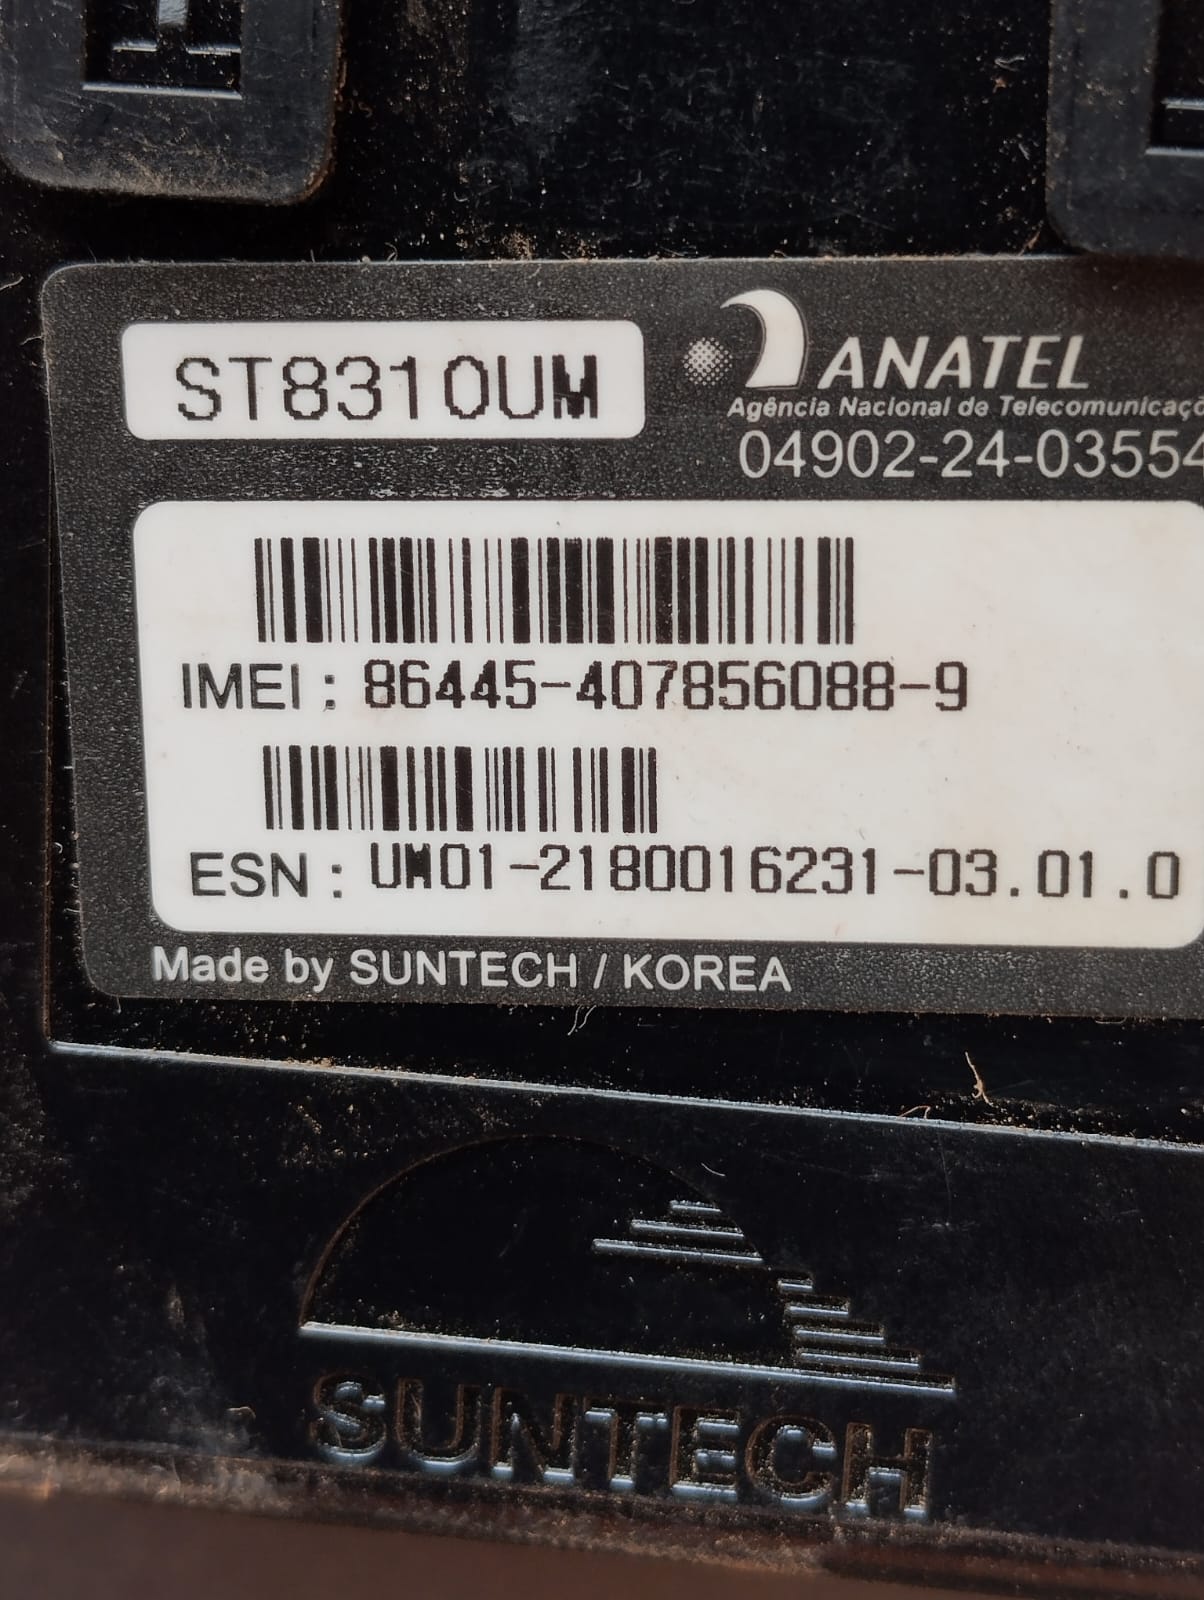 ST8310UM
ANATEL
Agência Nacional de Telecomunicaçõ
04902-24-03554
IMEI : 86445-407856088-9
ESN : UM01-2180016231-03.01.0
Made by SUNTECH / KOREA
SUNTECH